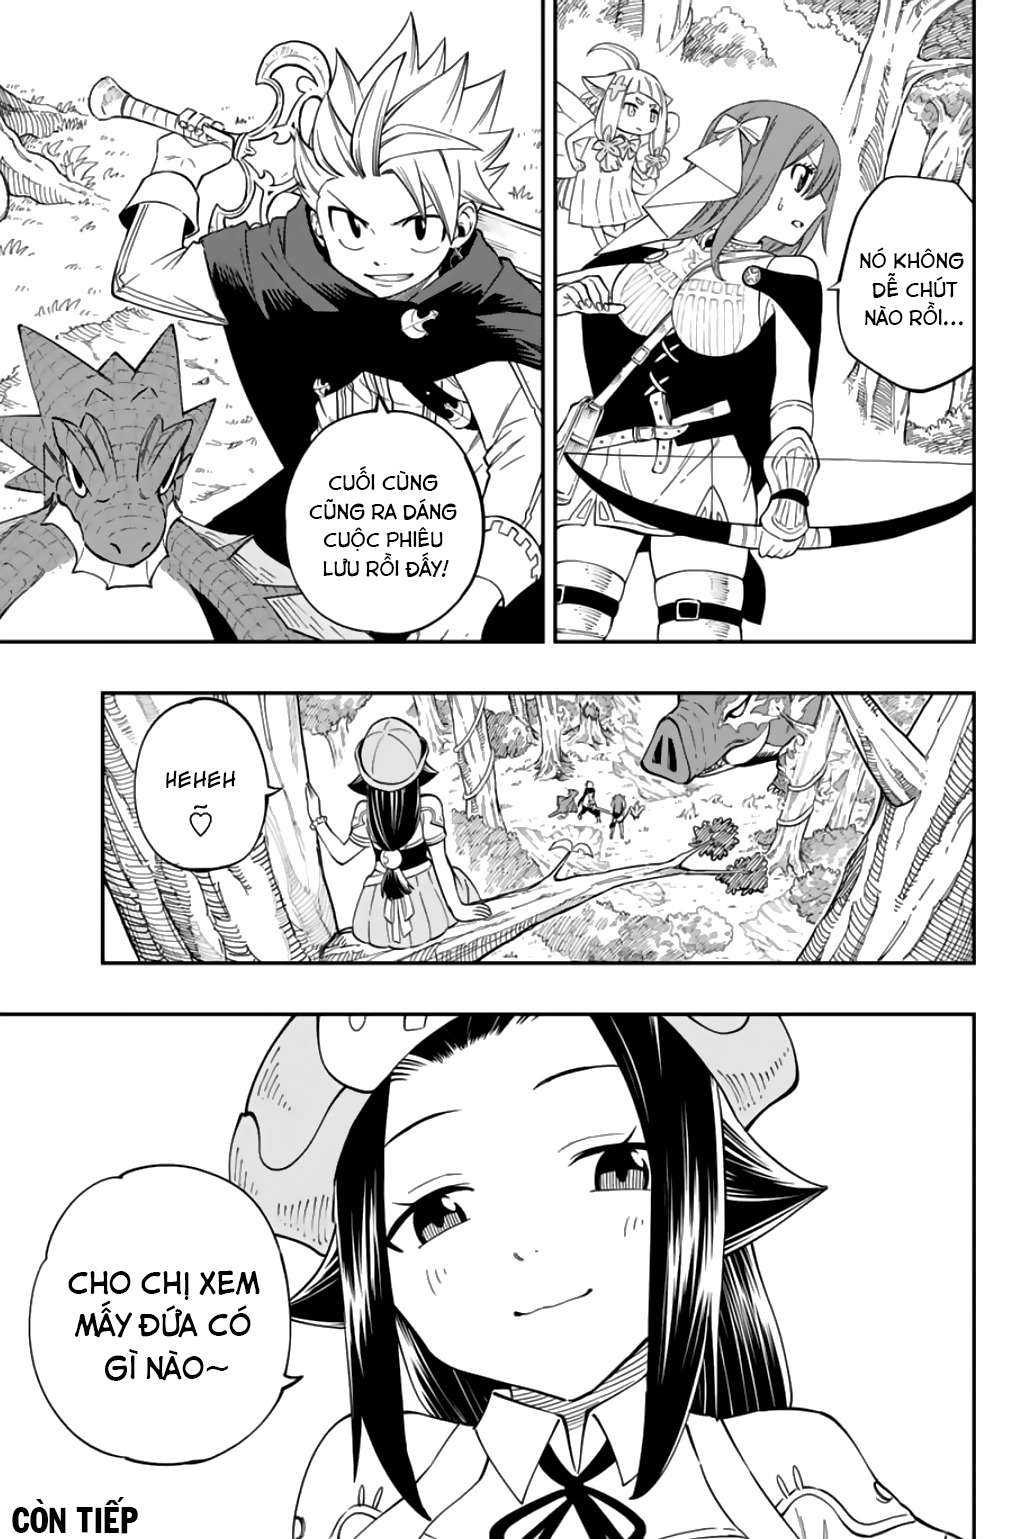 NÓ KHÔNG
DỄ CHÚT
NÀO RỒI...
CUỐI CÙNG
CŨNG RA DÁNG
CUỘC PHIÊU
LƯU RỒI ĐẤY!
HEHEH
♡
CHO CHỊ XEM
MẤY ĐỨA CÓ
GÌ NÀO~
CÒN TIẾP